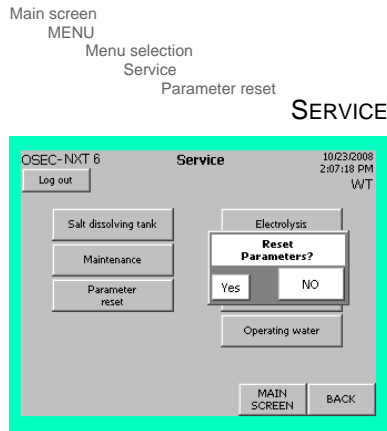 Main screen
MENU
Menu selection
Service
Parameter reset
SERVICE
OSEC-NXT 6
Service
10/23/2008
2:07:18 PM
Log out
WT
Salt dissolving tank
Electrolysis
Reset
Parameters?
Maintenance
Yes
NO
Parameter
reset
Operating water
MAIN
SCREEN
BACK